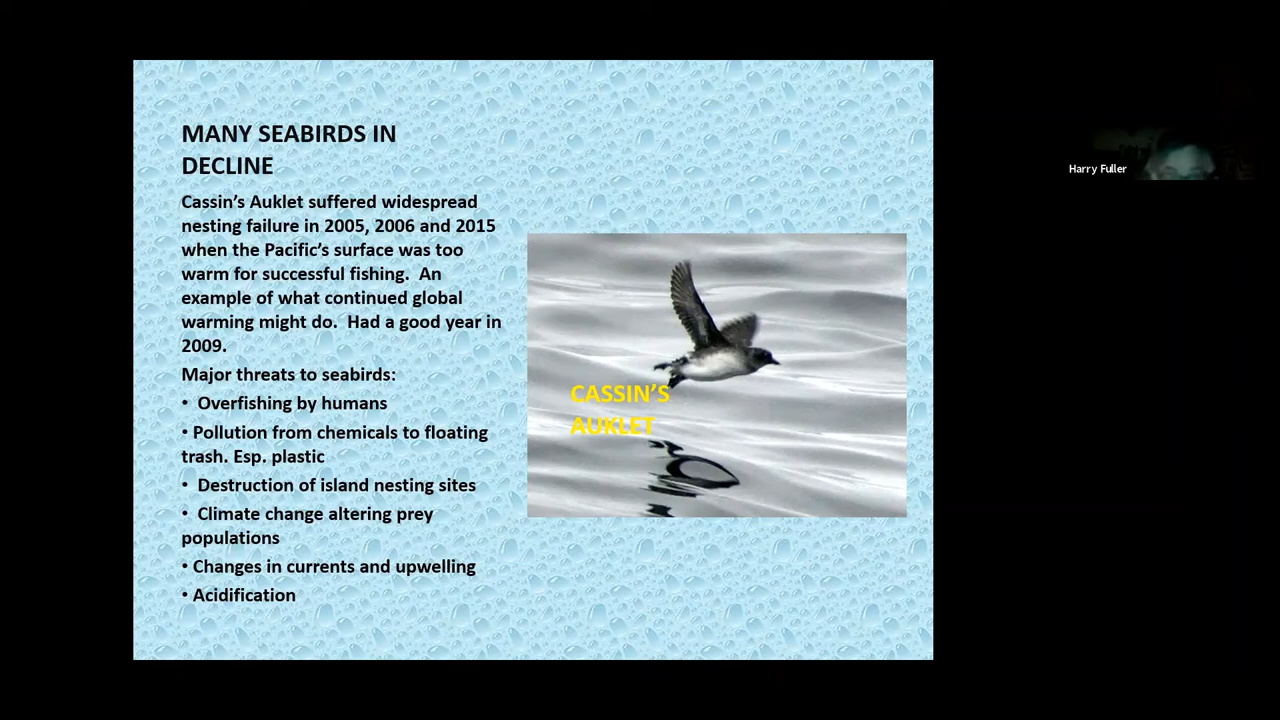 MANY SEABIRDS IN
DECLINE
Cassin’s Auklet suffered widespread
nesting failure in 2005, 2006 and 2015
when the Pacific’s surface was too
warm for successful fishing.  An
example of what continued global
warming might do.  Had a good year in
2009.
Major threats to seabirds:
•  Overfishing by humans
• Pollution from chemicals to floating
trash. Esp. plastic
•  Destruction of island nesting sites
•  Climate change altering prey
populations
• Changes in currents and upwelling
• Acidification
CASSIN’S
AUKLET
Harry Fuller